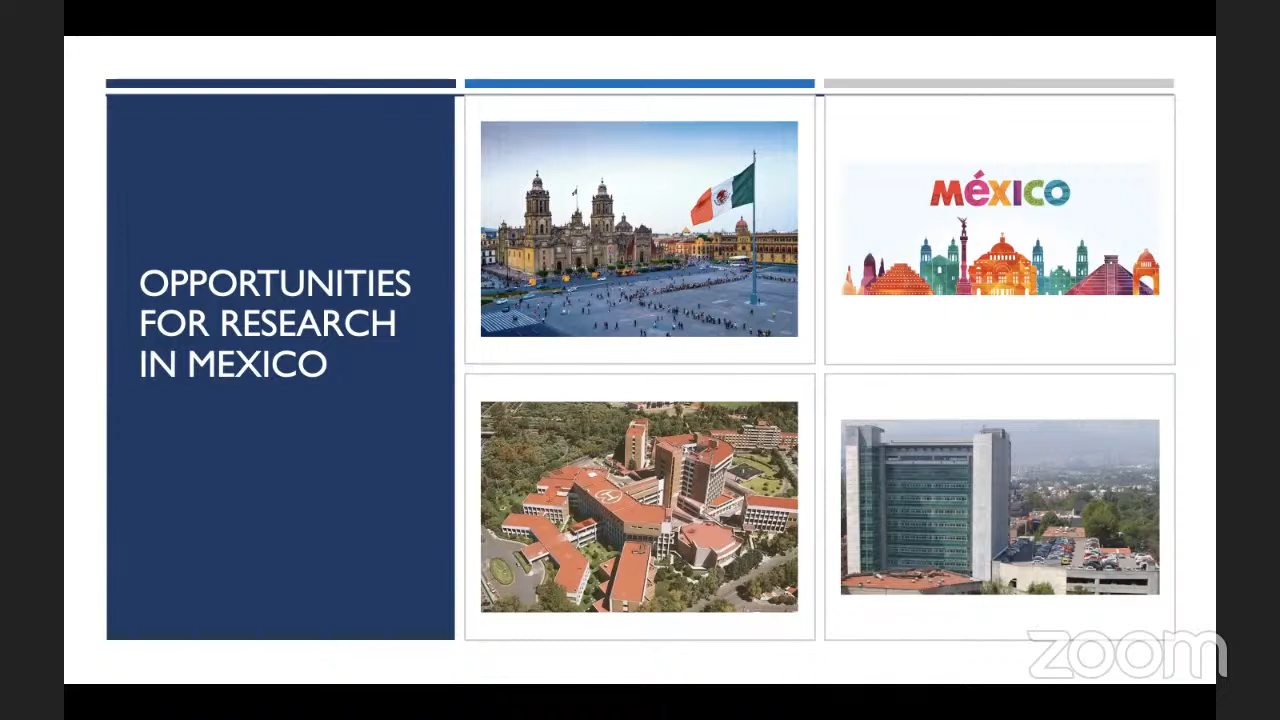 OPPORTUNITIES
FOR RESEARCH
IN MEXICO
MéXICO
zoom